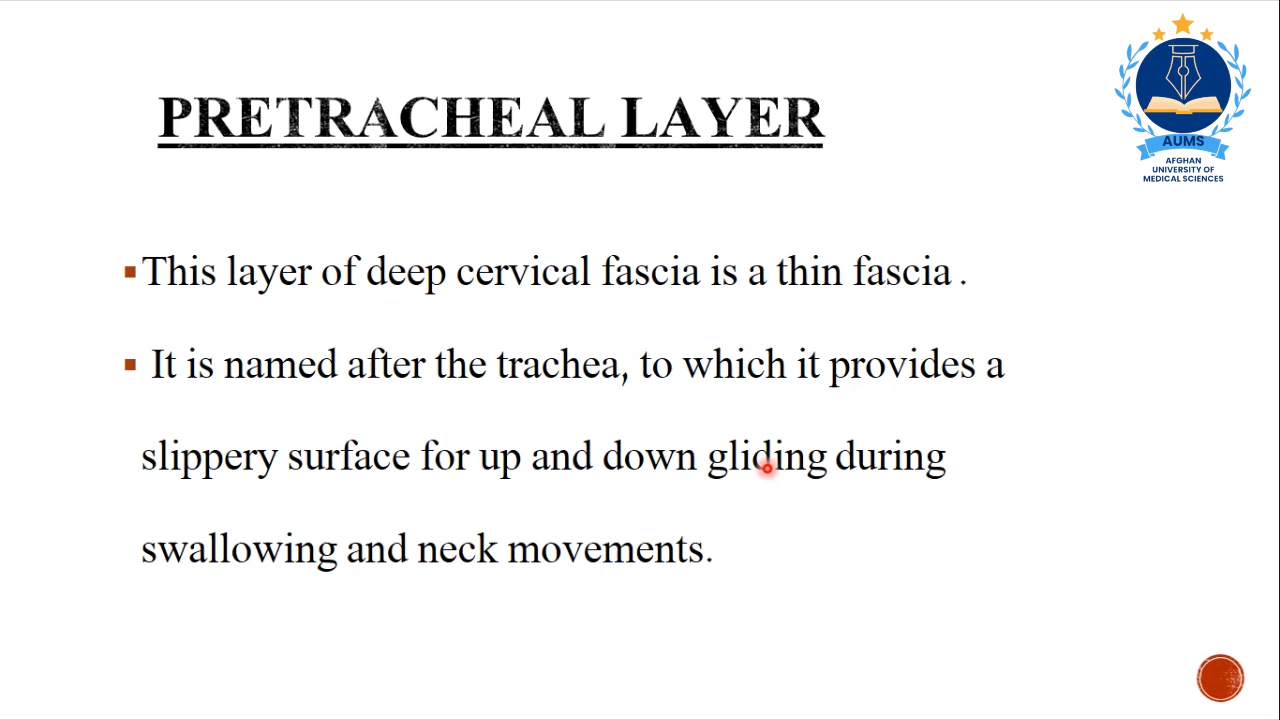 AUMS
AFGHAN
UNIVERSITY OF
MEDICAL SCIENCES
PRETRACHEAL LAYER
▪This layer of deep cervical fascia is a thin fascia .
▪ It is named after the trachea, to which it provides a
slippery surface for up and down gliding during
swallowing and neck movements.